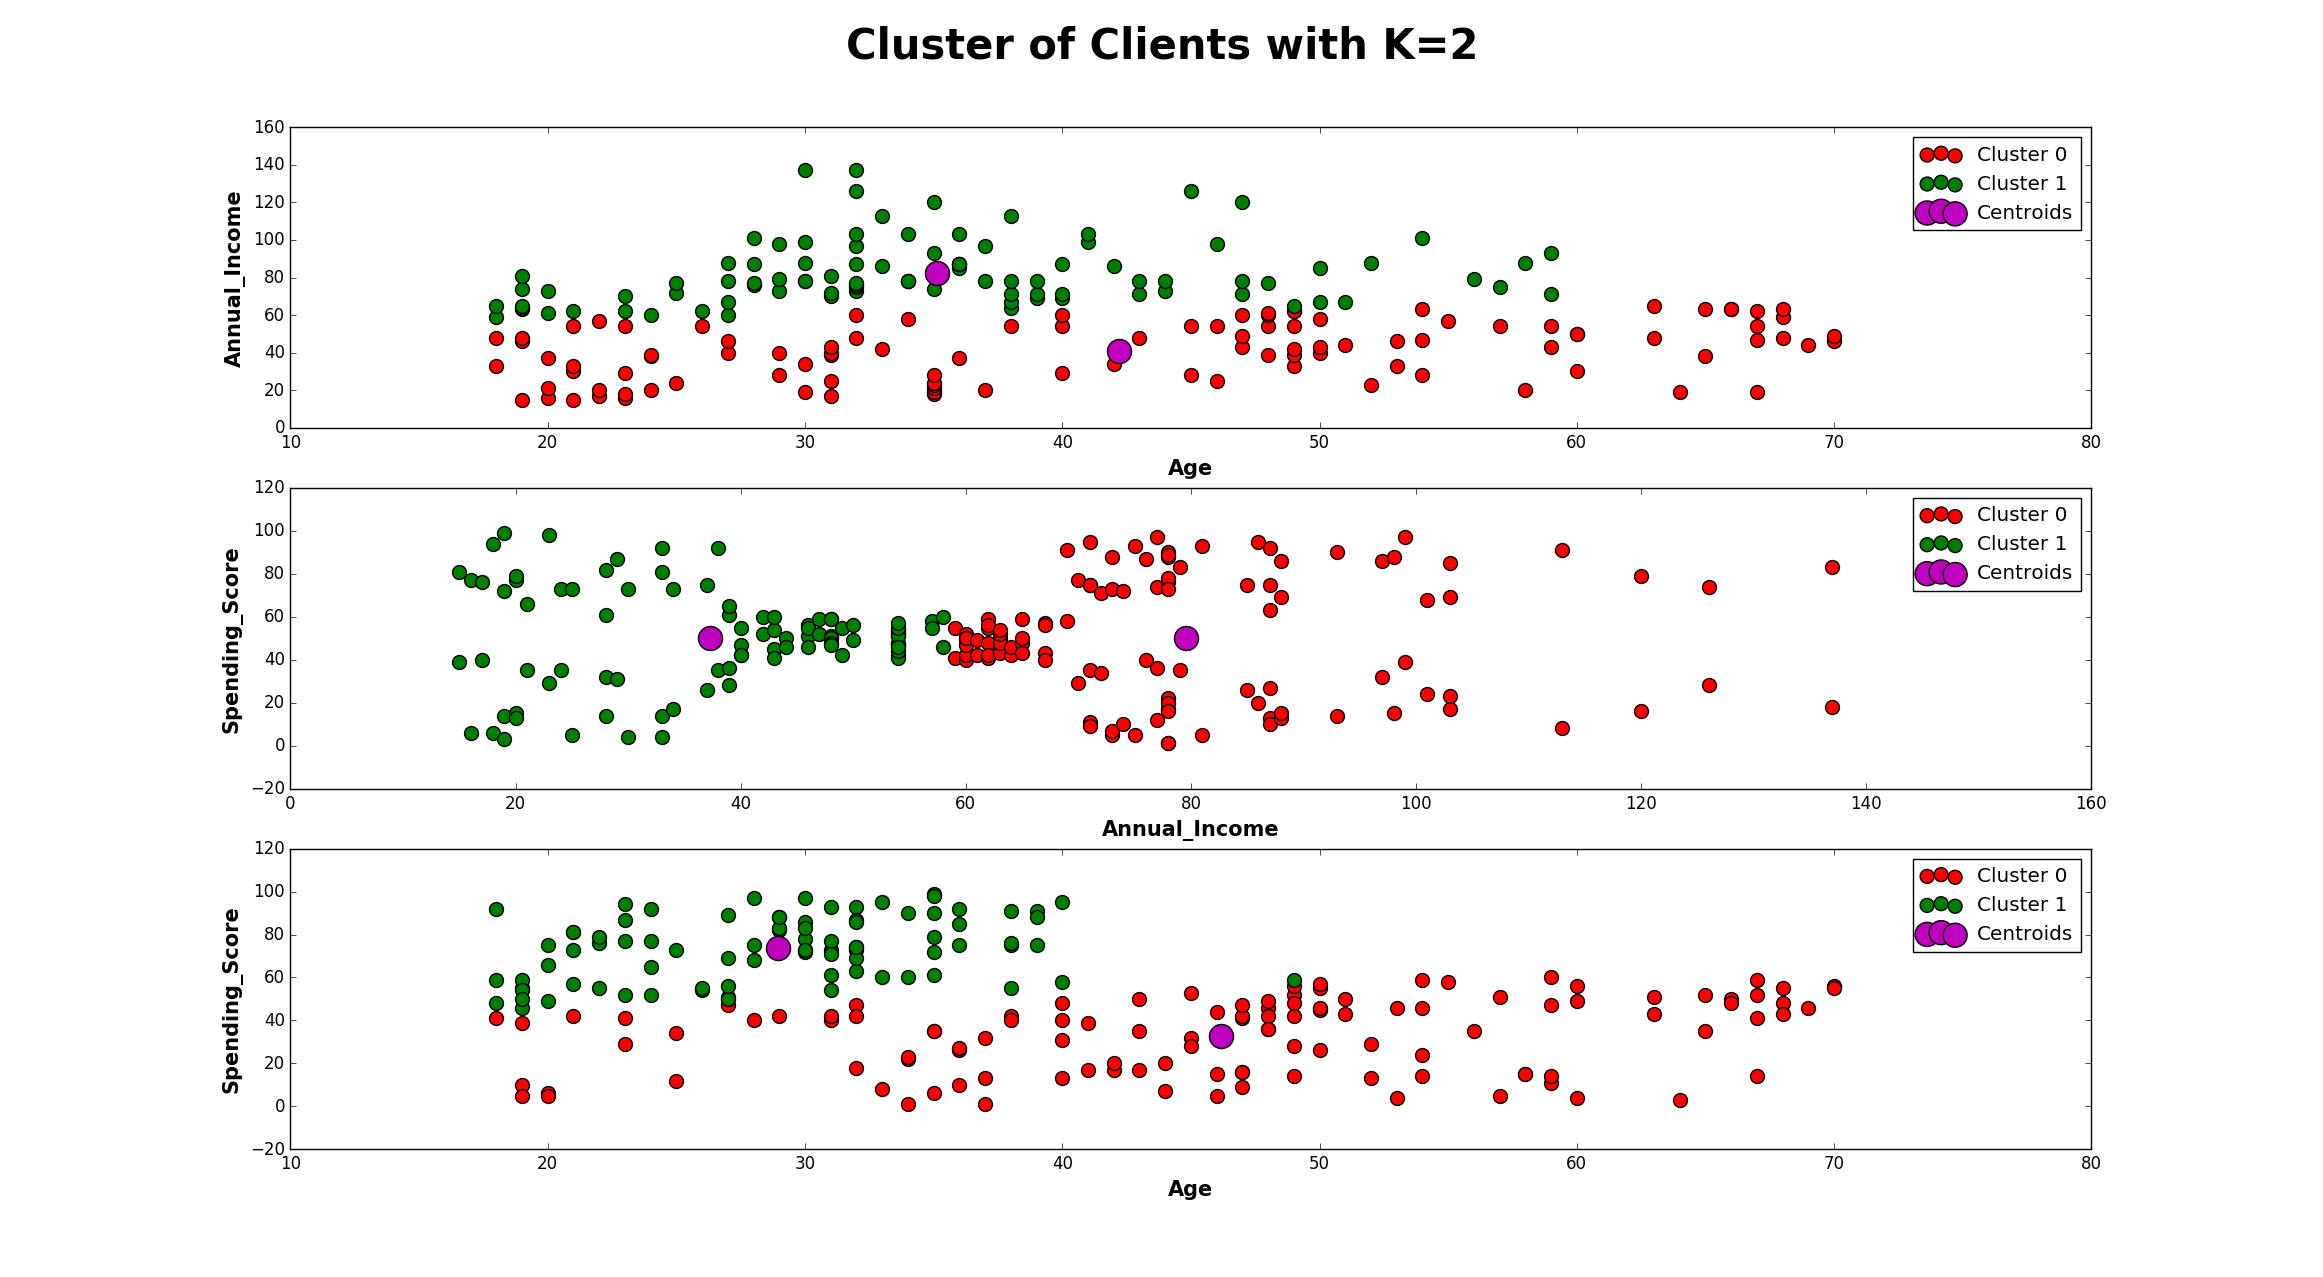 Cluster of Clients with K=2
160
140
120
100
80
60
40
20
0
Annual_Income
Cluster 0
Cluster 1
Centroids
10 20 30 40 50 60 70 80
Age
120
100
80
60
40
20
0
−20
Spending_Score
Cluster 0
Cluster 1
Centroids
0 20 40 60 80 100 120 140 160
Annual_Income
120
100
80
60
40
20
0
−20
Spending_Score
Cluster 0
Cluster 1
Centroids
10 20 30 40 50 60 70 80
Age